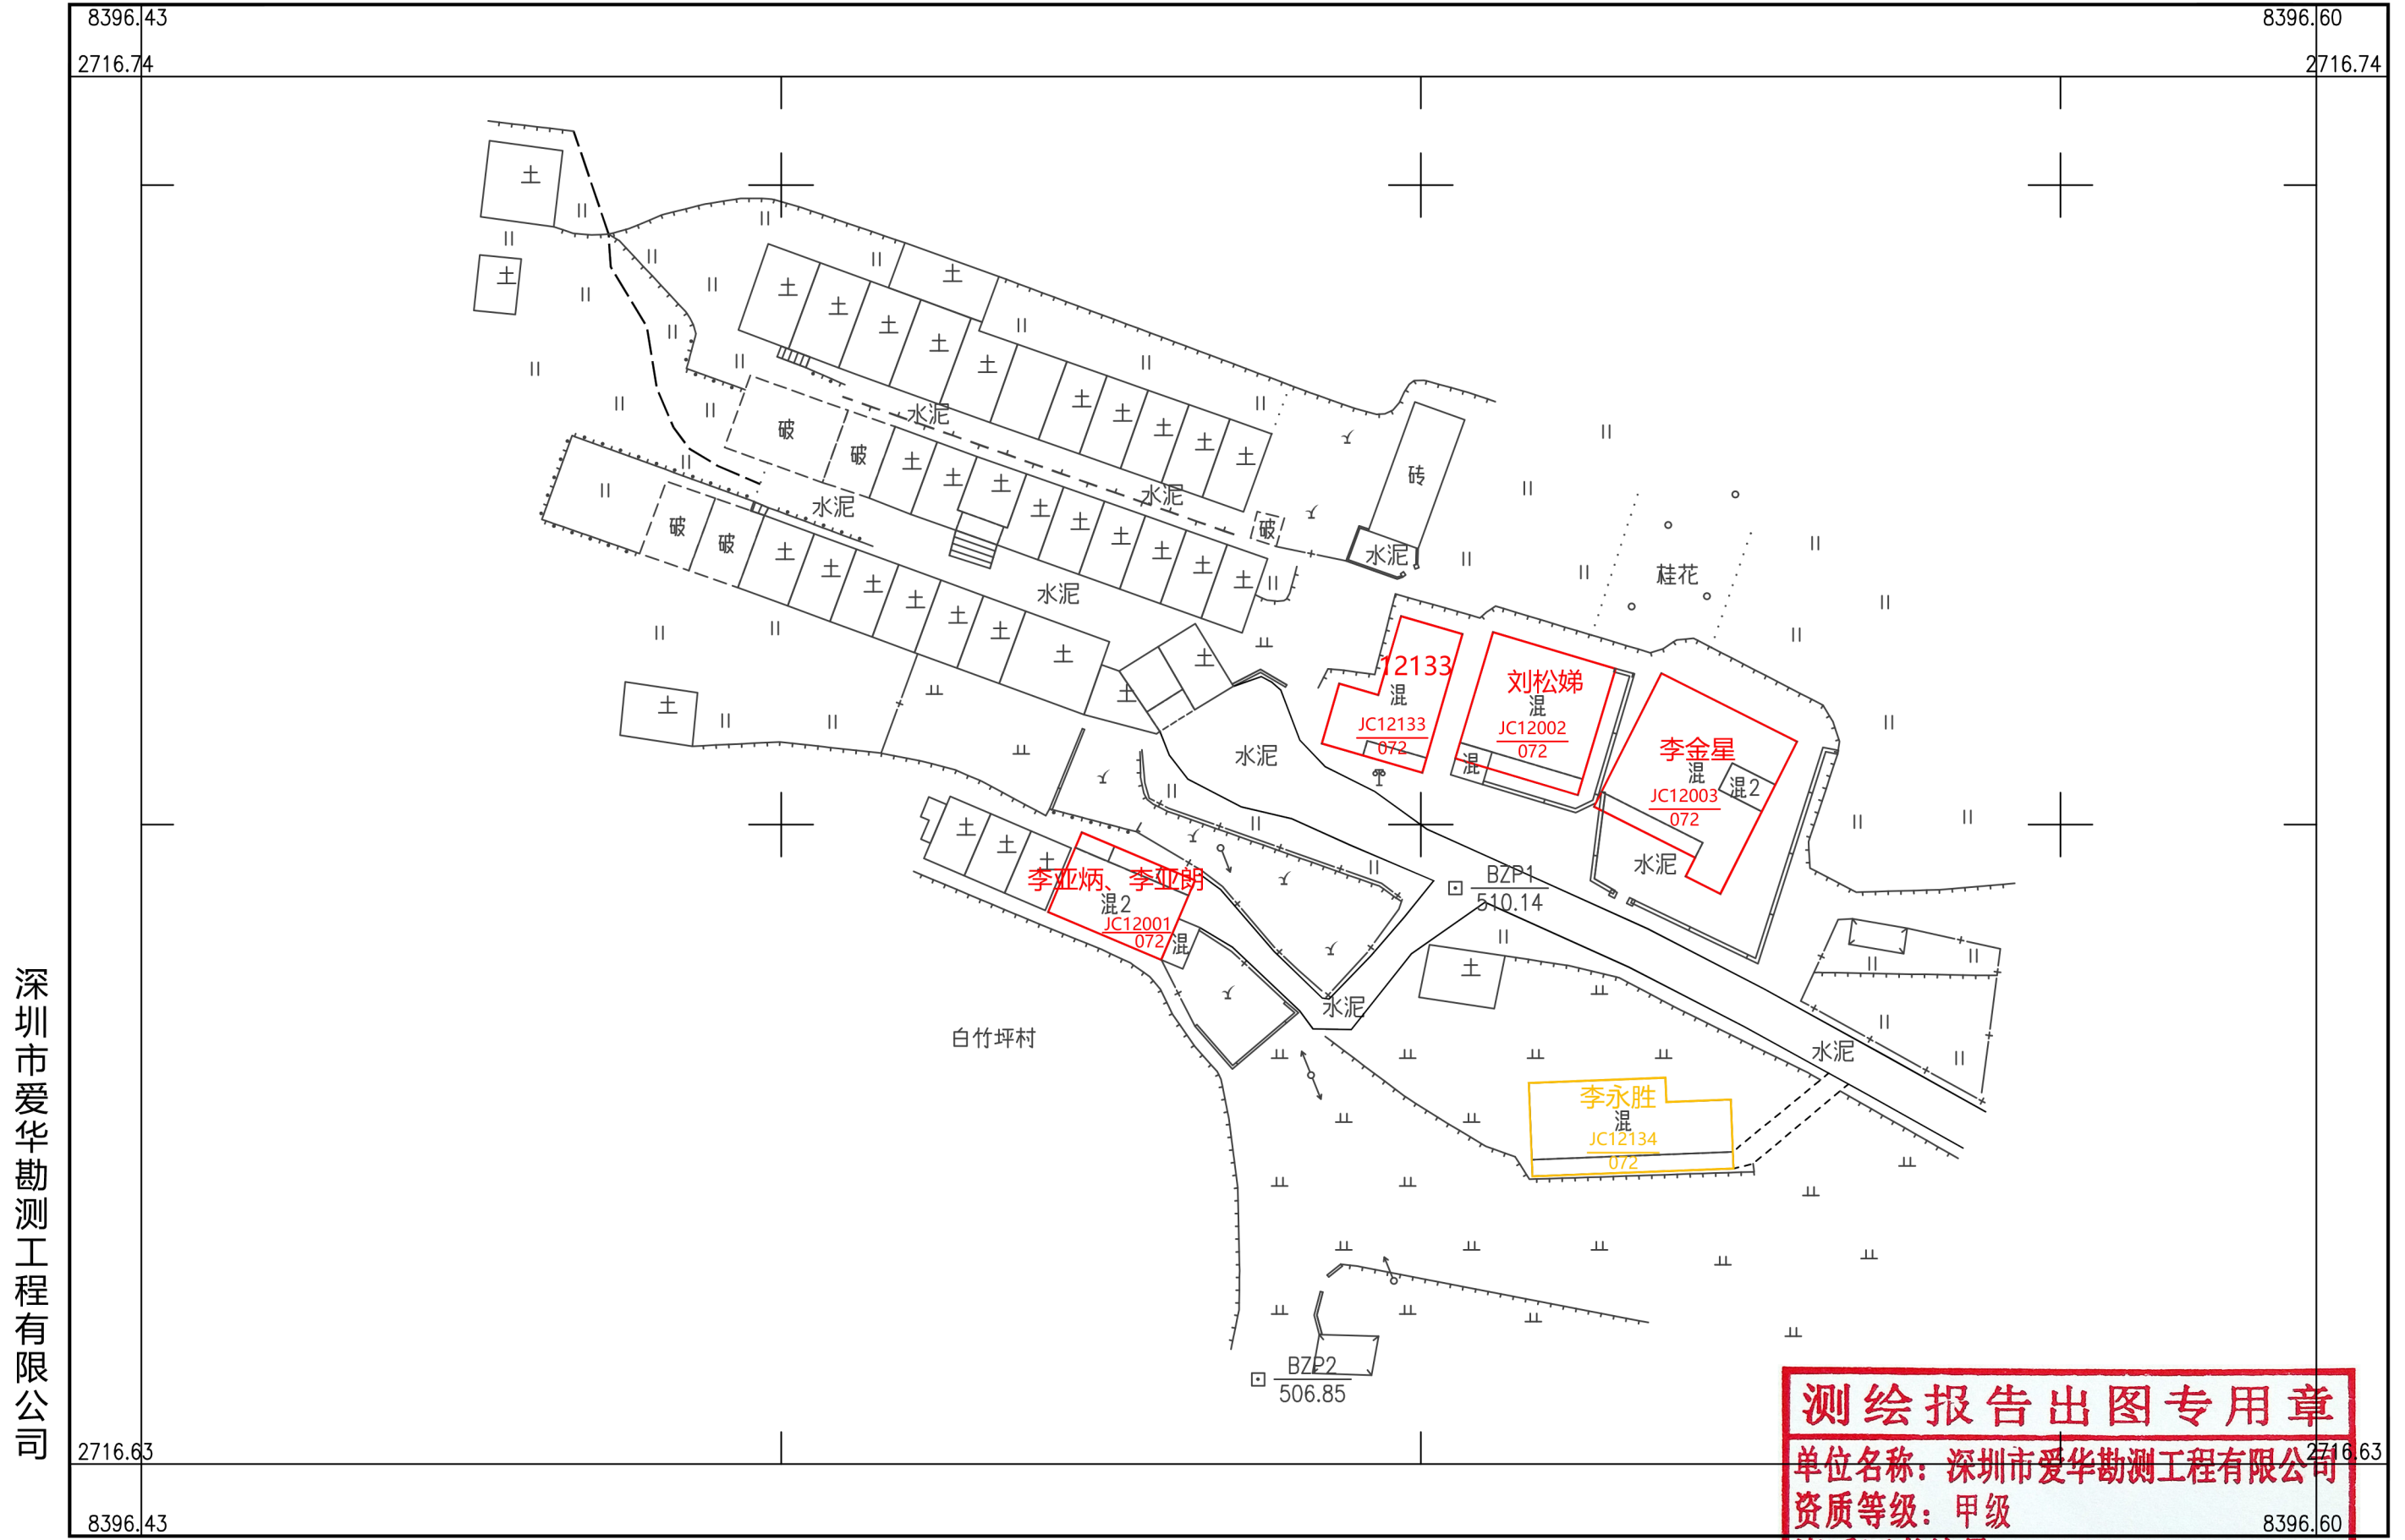 8396.43
8396.60
2716.74
2716.74
土
土
土
土
土
土
土
土
土
土
土
土
土
水泥
破
破
土
土
土
水泥
土
土
土
土
土
土
破
砖
水泥
水泥
破
破
土
土
土
土
土
土
土
水泥
桂花
土
土
土
12133
混
JC12133
072
刘松娣
混
JC12002
072
混
李金星
混
混2
JC12003
072
水泥
水泥
土
土
土
李亚炳、李亚朗
混2
JC12001
072
混
BZP1
510.14
土
水泥
水泥
白竹坪村
李永胜
混
JC12134
072
BZP2
506.85
深圳市爱华勘测工程有限公司
测绘报告出图专用章
单位名称：深圳市爱华勘测工程有限公司
资质等级：甲级
2716.63
2716.63
8396.43
8396.60